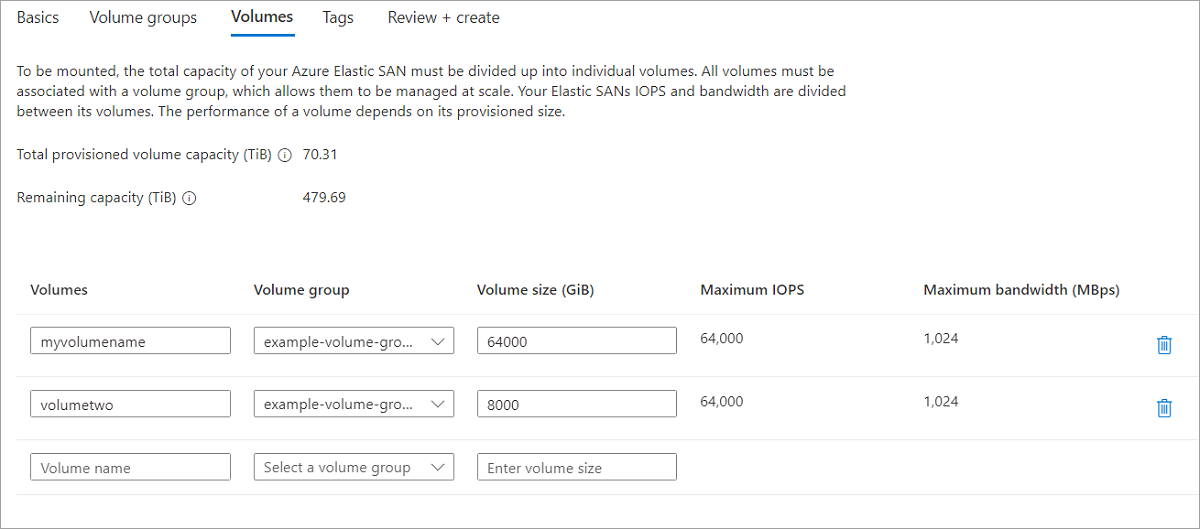 Basics Volume groups Volumes Tags Review + create
To be mounted, the total capacity of your Azure Elastic SAN must be divided up into individual volumes. All volumes must
be associated with a volume group, which allows them to be managed at scale. Your Elastic SANs IOPS and bandwidth are divided
between its volumes. The performance of a volume depends on its provisioned size.
Total provisioned volume capacity (TiB) 70.31
Remaining capacity (TiB) 479.69
Volumes Volume group Volume size (GiB) Maximum IOPS Maximum bandwidth (MBps)
myvolumename example-volume-gro... 64000 64,000 1,024
volumetwo example-volume-gro... 8000 64,000 1,024
Volume name Select a volume group Enter volume size